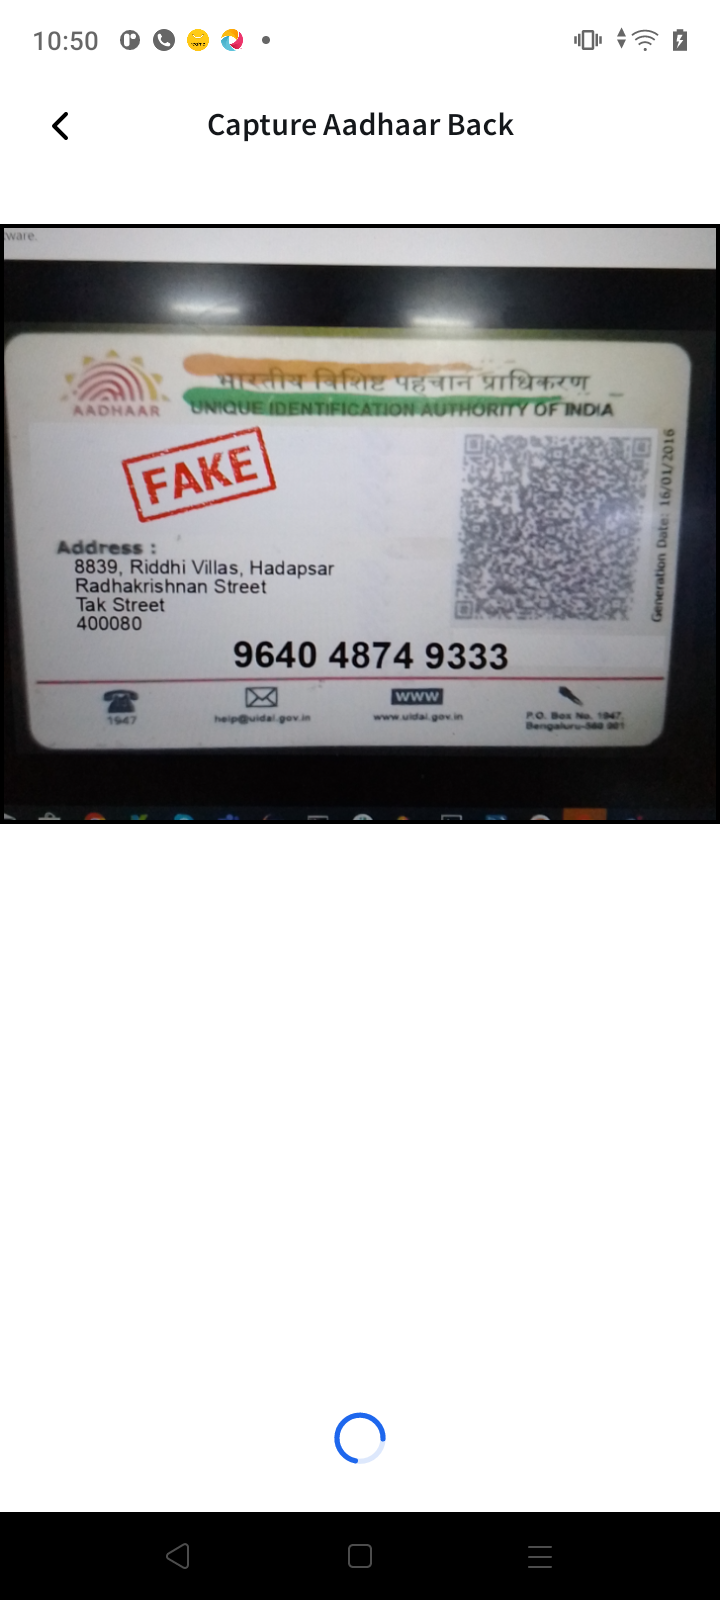 10:50
Capture Aadhaar Back
tware.
भारतीय विशिष्ट पहचान प्राधिकरण
AADHAAR
UNIQUE IDENTIFICATION AUTHORITY OF INDIA
FAKE
Generation Date: 16/01/2016
Address :
8839, Riddhi Villas, Hadapsar
Radhakrishnan Street
Tak Street
400080
9640 4874 9333
www
1947
help@uidai.gov.in
www.uidai.gov.in
P.O. Box No. 1947,
Bengaluru-560 001